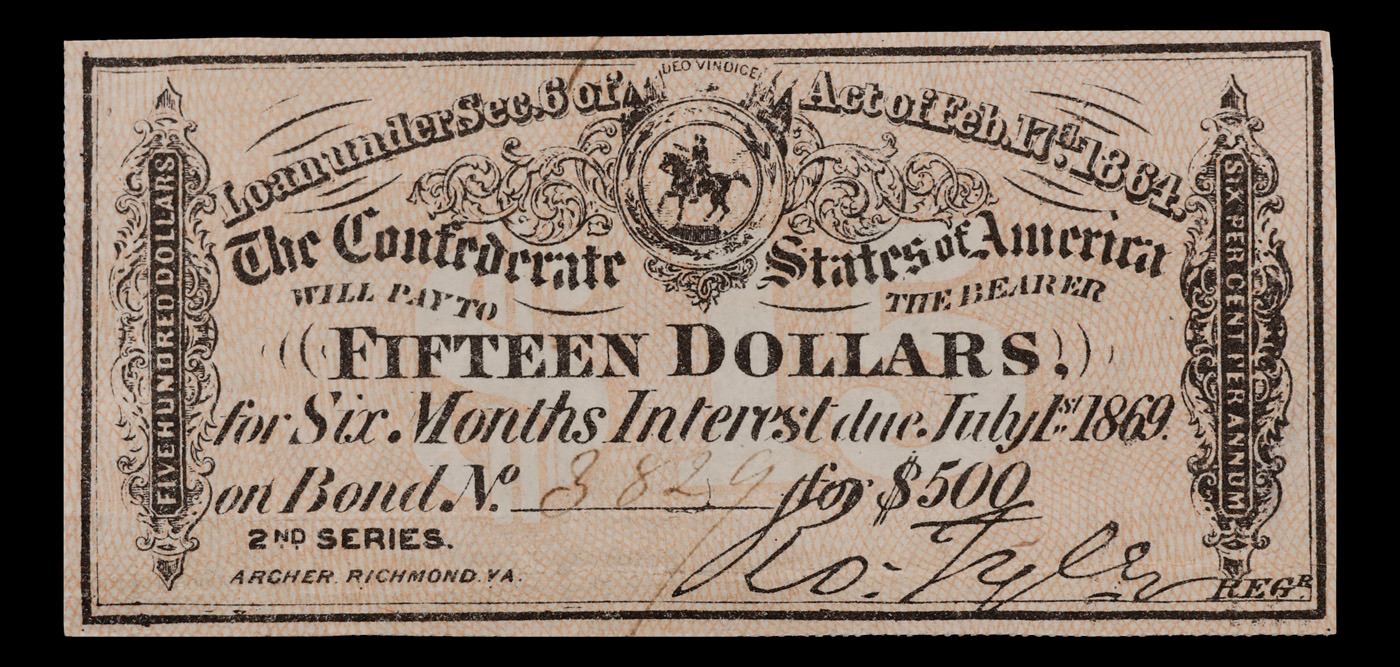 DEO VINDICE
Loan under Sec. 6 of Act of Feb. 17th 1864.
FIVE HUNDRED DOLLARS
SIX PER CENT PER ANNUM
The Confederate States of America
WILL PAY TO THE BEARER
FIFTEEN DOLLARS,
for Six Months Interest due July 1st 1869.
on Bond No. 3829 for $500
2ND SERIES.
Ro: Tyler
ARCHER, RICHMOND. VA.
REGR
$15